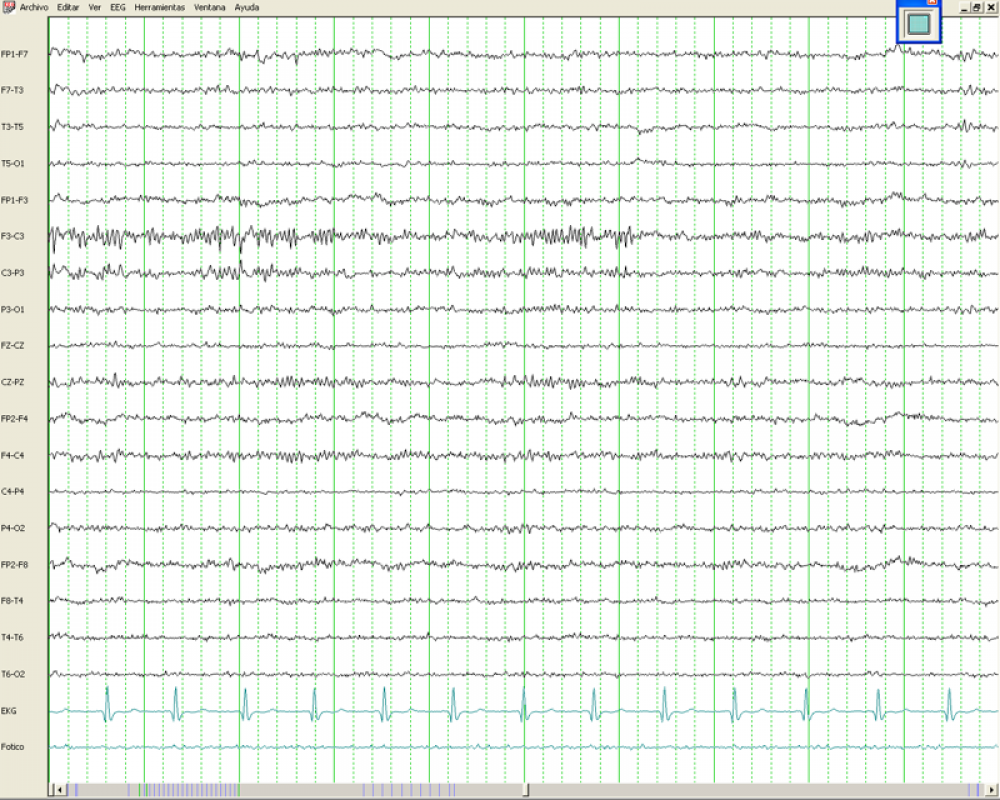 Archivo Editar Ver EEG Herramientas Ventana Ayuda
FP1-F7
F7-T3
T3-T5
T5-O1
FP1-F3
F3-C3
C3-P3
P3-O1
FZ-CZ
CZ-PZ
FP2-F4
F4-C4
C4-P4
P4-O2
FP2-F8
F8-T4
T4-T6
T6-O2
EKG
Fotico